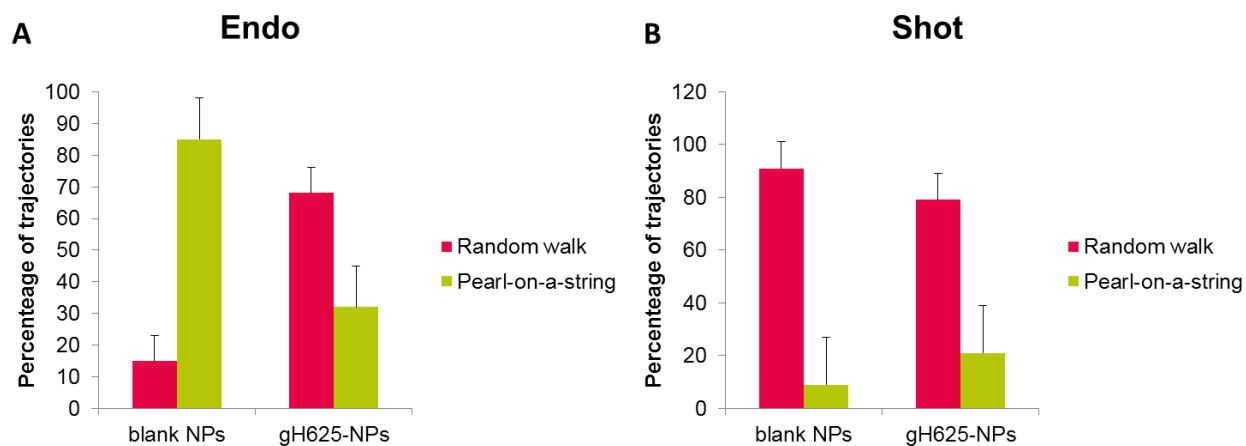 A
Endo
Percenteage of trajectories
100
90
80
70
60
50
40
30
20
10
0
blank NPs
gH625-NPs
Random walk
Pearl-on-a-string
B
Shot
Percenteage of trajectories
120
100
80
60
40
20
0
blank NPs
gH625-NPs
Random walk
Pearl-on-a-string